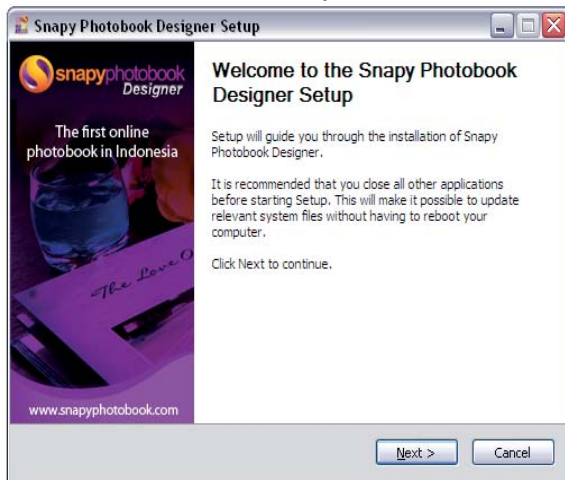 Snapy Photobook Designer Setup
snapyphotobook
Designer
The first online
photobook in Indonesia
The Love O
www.snapyphotobook.com
Welcome to the Snapy Photobook
Designer Setup
Setup will guide you through the installation of Snapy
Photobook Designer.
It is recommended that you close all other applications
before starting Setup. This will make it possible to update
relevant system files without having to reboot your
computer.
Click Next to continue.
Next >
Cancel